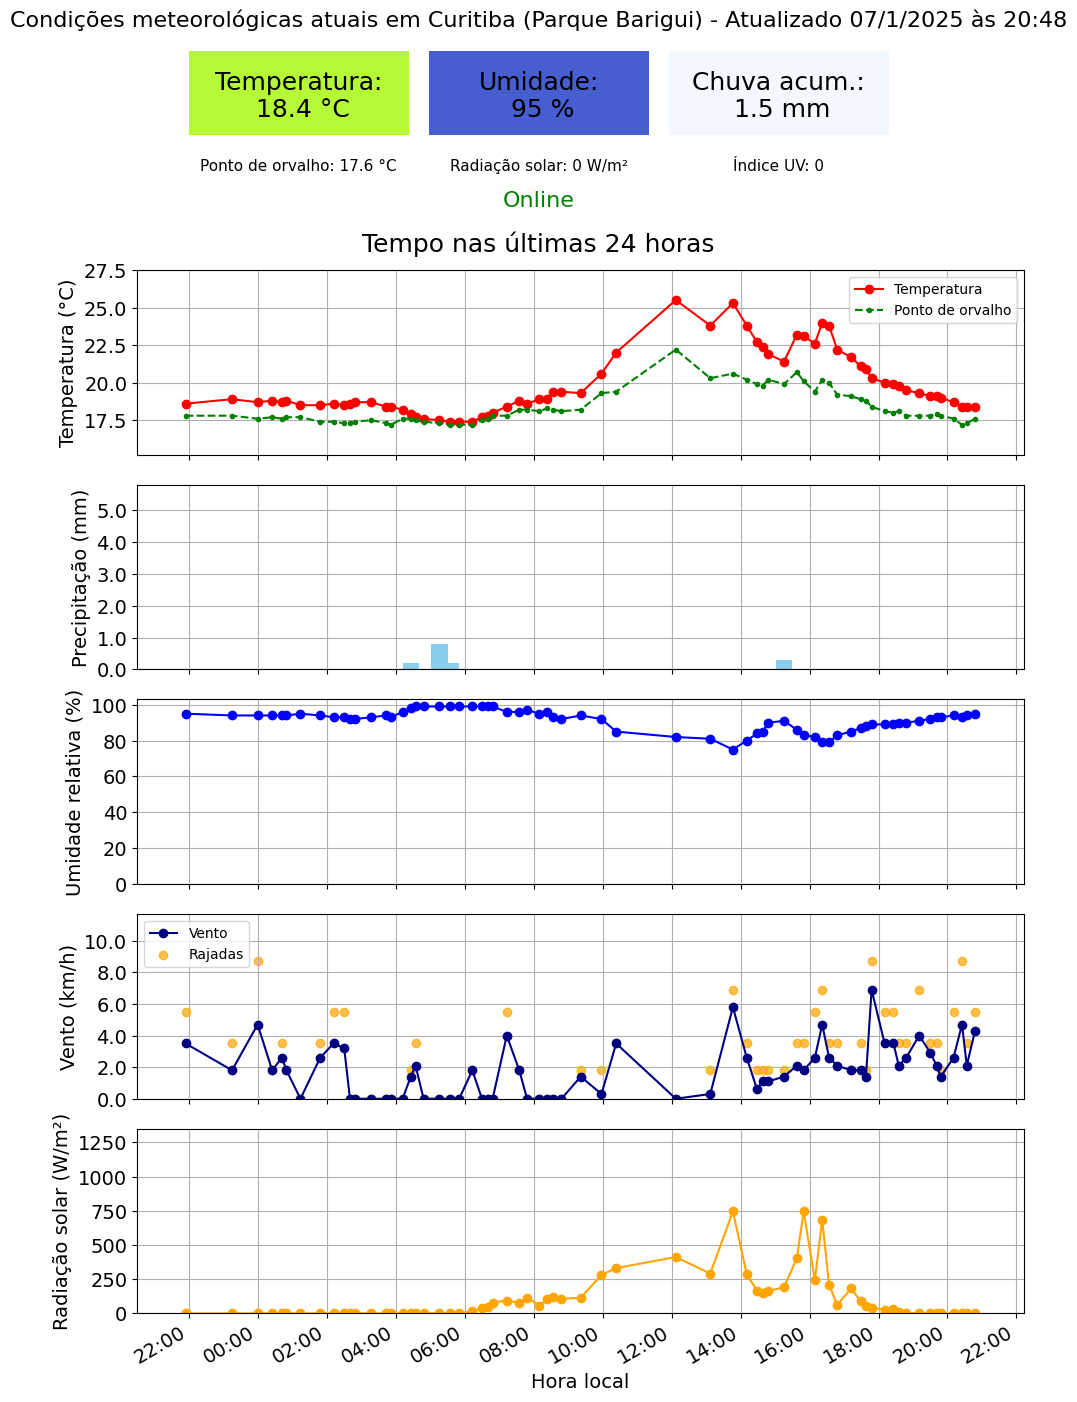 Condições meteorológicas atuais em Curitiba (Parque Barigui) - Atualizado 07/1/2025 às 20:48
Temperatura:
18.4 °C
Umidade:
95 %
Chuva acum.:
1.5 mm
Ponto de orvalho: 17.6 °C
Radiação solar: 0 W/m²
Índice UV: 0
Online
Tempo nas últimas 24 horas
Temperatura (°C)
27.5
25.0
22.5
20.0
17.5
Temperatura
Ponto de orvalho
Precipitação (mm)
5.0
4.0
3.0
2.0
1.0
0.0
Umidade relativa (%)
100
80
60
40
20
0
Vento (km/h)
10.0
8.0
6.0
4.0
2.0
0.0
Vento
Rajadas
Radiação solar (W/m²)
1250
1000
750
500
250
0
22:00
00:00
02:00
04:00
06:00
08:00
10:00
12:00
14:00
16:00
18:00
20:00
22:00
Hora local